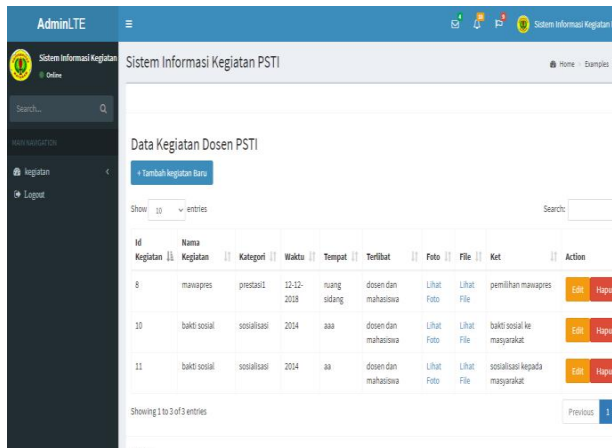 AdminLTE
Sistem Informasi Kegiatan
Sistem Informasi Kegiatan
Online
Sistem Informasi Kegiatan PSTI
Home > Examples
Search...
MAIN NAVIGATION
kegiatan
Logout
Data Kegiatan Dosen PSTI
+ Tambah kegiatan Baru
Show 10 entries
Search:
Id Kegiatan Nama Kegiatan Kategori Waktu Tempat Terlibat Foto File Ket Action
8 mawapres prestasi1 12-12-2018 ruang sidang dosen dan mahasiswa Lihat Foto Lihat File pemilihan mawapres Edit Hapu
10 bakti sosial sosialisasi 2014 aaa dosen dan mahasiswa Lihat Foto Lihat File bakti sosial ke masyarakat Edit Hapu
11 bakti sosial sosialisasi 2014 aa dosen dan mahasiswa Lihat Foto Lihat File sosialisasi kepada masyarakat Edit Hapu
Showing 1 to 3 of 3 entries
Previous 1